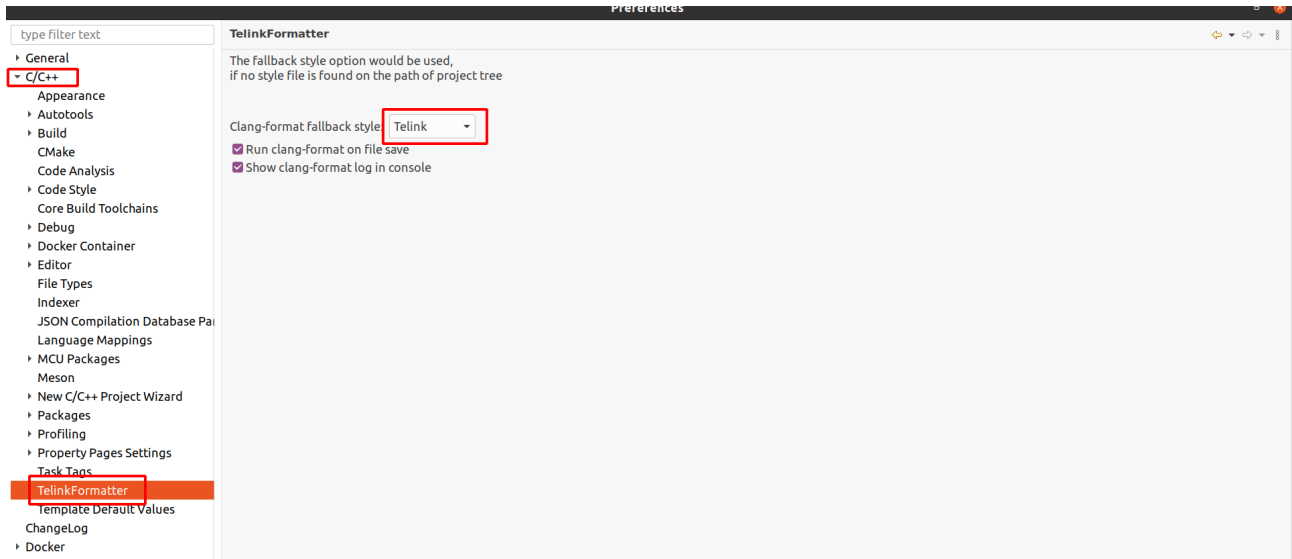 Preferences
type filter text
TelinkFormatter
General
C/C++
Appearance
Autotools
Build
CMake
Code Analysis
Code Style
Core Build Toolchains
Debug
Docker Container
Editor
File Types
Indexer
JSON Compilation Database Par
Language Mappings
MCU Packages
Meson
New C/C++ Project Wizard
Packages
Profiling
Property Pages Settings
Task Tags
TelinkFormatter
Template Default Values
ChangeLog
Docker
The fallback style option would be used,
if no style file is found on the path of project tree
Clang-format fallback style: Telink
Run clang-format on file save
Show clang-format log in console